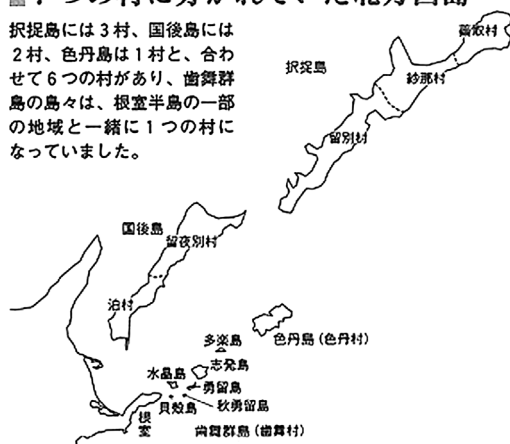 択捉島には3村、国後島には
2村、色丹島は1村と、合わ
せて6つの村があり、歯舞群
島の島々は、根室半島の一部
の地域と一緒に1つの村に
なっていました。
蘂取村
択捉島
紗那村
留別村
国後島
留夜別村
泊村
多楽島
色丹島(色丹村)
志発島
水晶島
勇留島
秋勇留島
貝殻島
根室
歯舞群島(歯舞村)